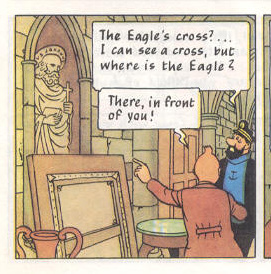 The Eagle's cross?...
I can see a cross, but
where is the Eagle?
There, in front
of you!